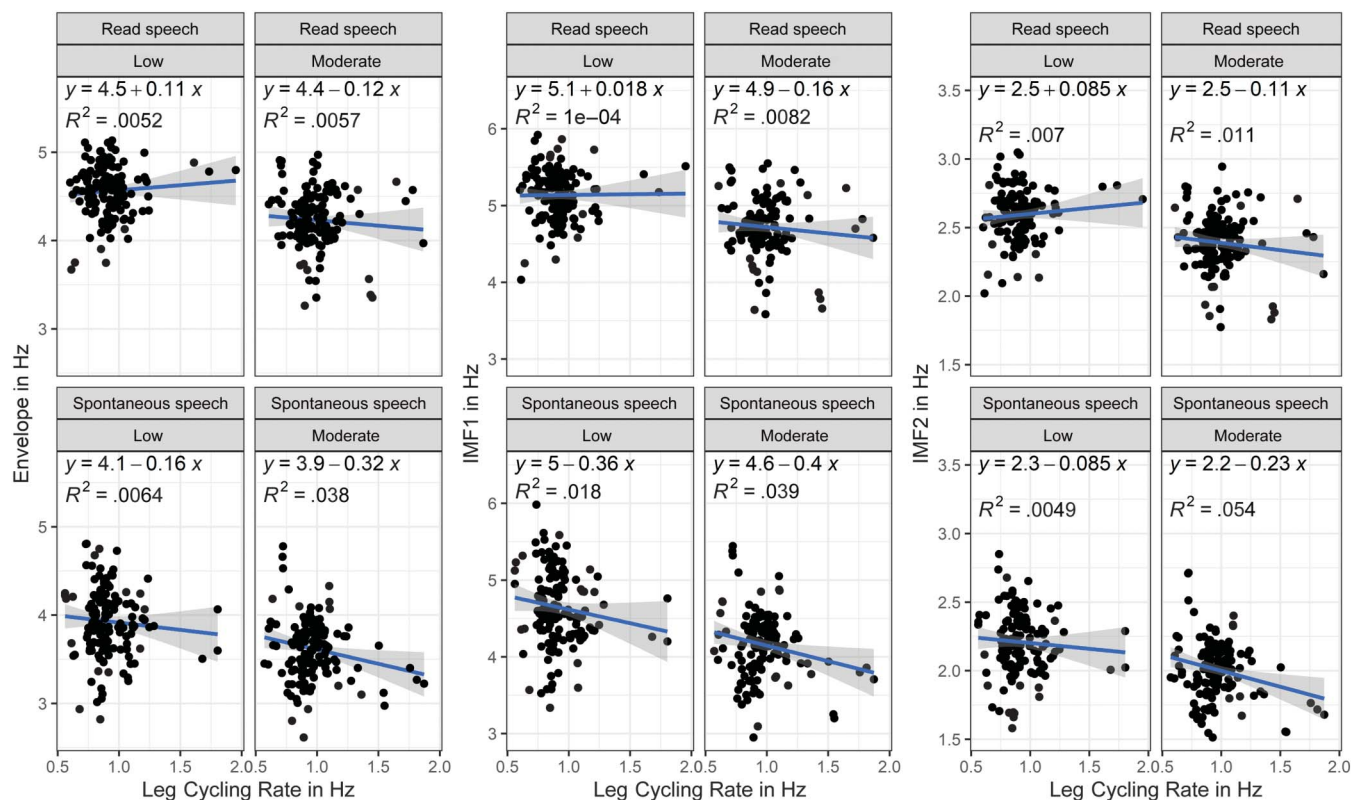 Read speech
Read speech
Low
Moderate
y = 4.5 + 0.11 x
y = 4.4 − 0.12 x
R² = .0052
R² = .0057
5
4
3
Spontaneous speech
Spontaneous speech
Low
Moderate
y = 4.1 − 0.16 x
y = 3.9 − 0.32 x
R² = .0064
R² = .038
5
4
3
Envelope in Hz
0.5 1.0 1.5 2.0 0.5 1.0 1.5 2.0
Leg Cycling Rate in Hz
Read speech
Read speech
Low
Moderate
y = 5.1 + 0.018 x
y = 4.9 − 0.16 x
R² = 1e−04
R² = .0082
6
5
4
3
Spontaneous speech
Spontaneous speech
Low
Moderate
y = 5 − 0.36 x
y = 4.6 − 0.4 x
R² = .018
R² = .039
6
5
4
3
IMF1 in Hz
0.5 1.0 1.5 2.0 0.5 1.0 1.5 2.0
Leg Cycling Rate in Hz
Read speech
Read speech
Low
Moderate
y = 2.5 + 0.085 x
y = 2.5 − 0.11 x
R² = .007
R² = .011
3.5
3.0
2.5
2.0
1.5
Spontaneous speech
Spontaneous speech
Low
Moderate
y = 2.3 − 0.085 x
y = 2.2 − 0.23 x
R² = .0049
R² = .054
3.5
3.0
2.5
2.0
1.5
IMF2 in Hz
0.5 1.0 1.5 2.0 0.5 1.0 1.5 2.0
Leg Cycling Rate in Hz